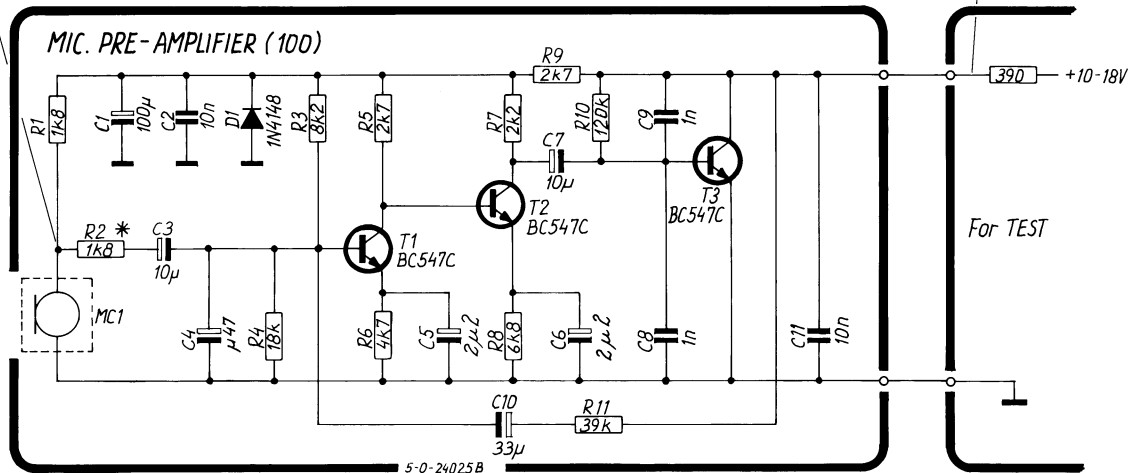 MIC. PRE-AMPLIFIER (100)
R1
1k8
C1
100µ
C2
10n
D1
1N4148
R3
8k2
R5
2k7
R7
2k2
R9
2k7
R10
120k
C9
1n
390
+10-18V
C7
10µ
T3
BC547C
T2
BC547C
T1
BC547C
R2 *
1k8
C3
10µ
For TEST
MC1
C4
µ47
R4
18k
R6
4k7
C5
2µ2
R8
6k8
C6
2µ2
C8
1n
C11
10n
C10
33µ
R11
39k
5-0-24025B